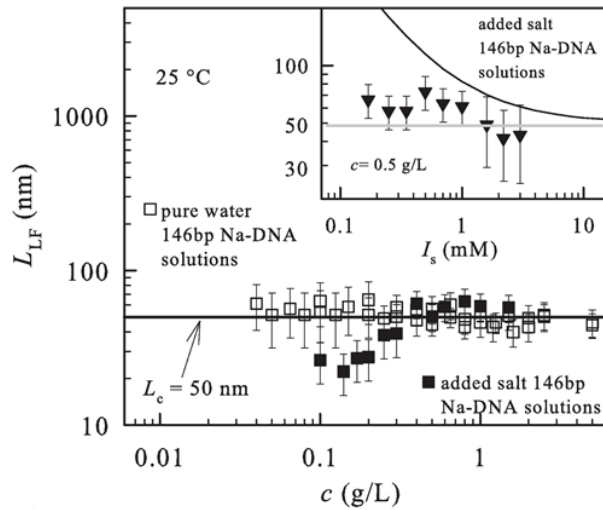 added salt
146bp Na-DNA
solutions
100
50
30
c= 0.5 g/L
0.1
1
10
I_s (mM)
25 °C
1000
100
10
L_LF (nm)
pure water
146bp Na-DNA
solutions
L_c = 50 nm
added salt 146bp
Na-DNA solutions
0.01
0.1
1
c (g/L)